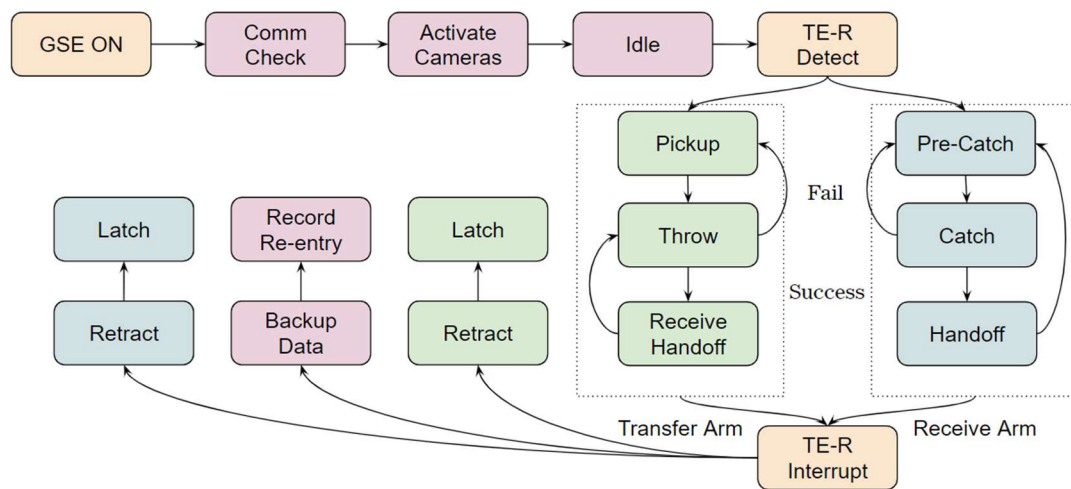 GSE ON
Comm
Check
Activate
Cameras
Idle
TE-R
Detect
Pickup
Pre-Catch
Fail
Latch
Record
Re-entry
Latch
Throw
Catch
Success
Retract
Backup
Data
Retract
Receive
Handoff
Handoff
Transfer Arm
Receive Arm
TE-R
Interrupt